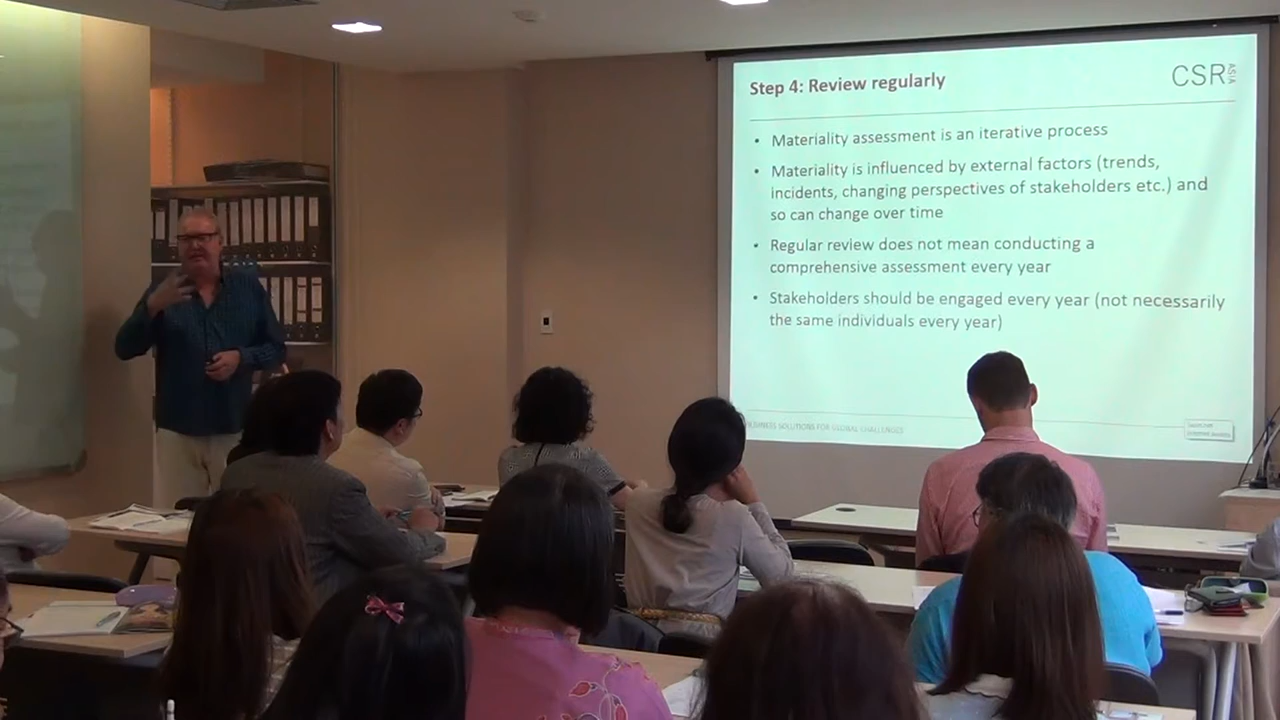 Step 4: Review regularly
CSR ASIA
• Materiality assessment is an iterative process
• Materiality is influenced by external factors (trends,
incidents, changing perspectives of stakeholders etc.) and
so can change over time
• Regular review does not mean conducting a
comprehensive assessment every year
• Stakeholders should be engaged every year (not necessarily
the same individuals every year)
BUSINESS SOLUTIONS FOR GLOBAL CHALLENGES